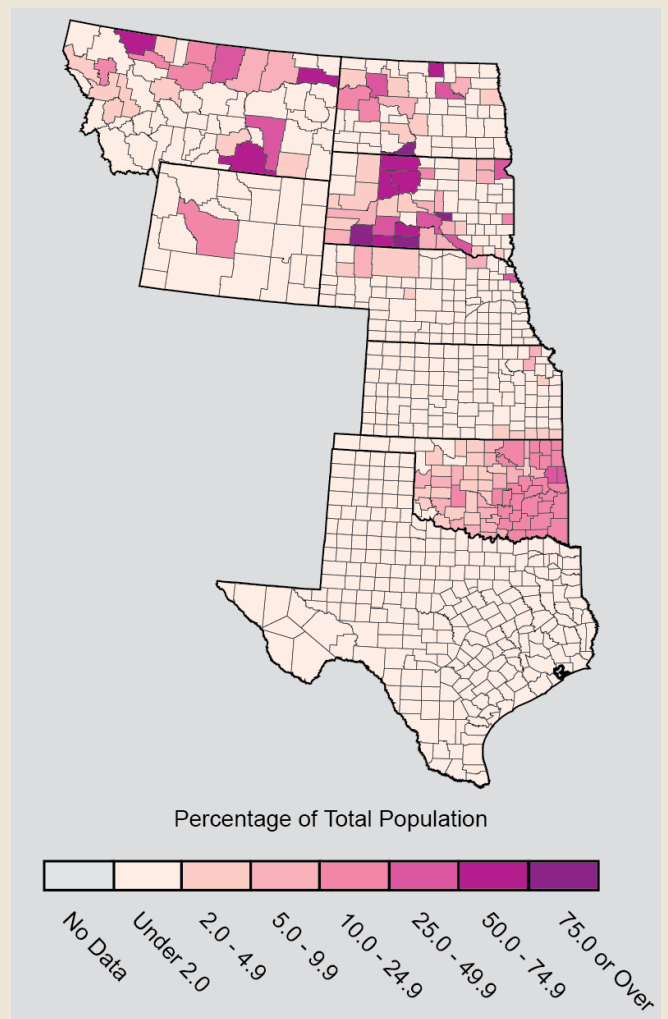 Percentage of Total Population
No Data
Under 2.0
2.0 - 4.9
5.0 - 9.9
10.0 - 24.9
25.0 - 49.9
50.0 - 74.9
75.0 or Over